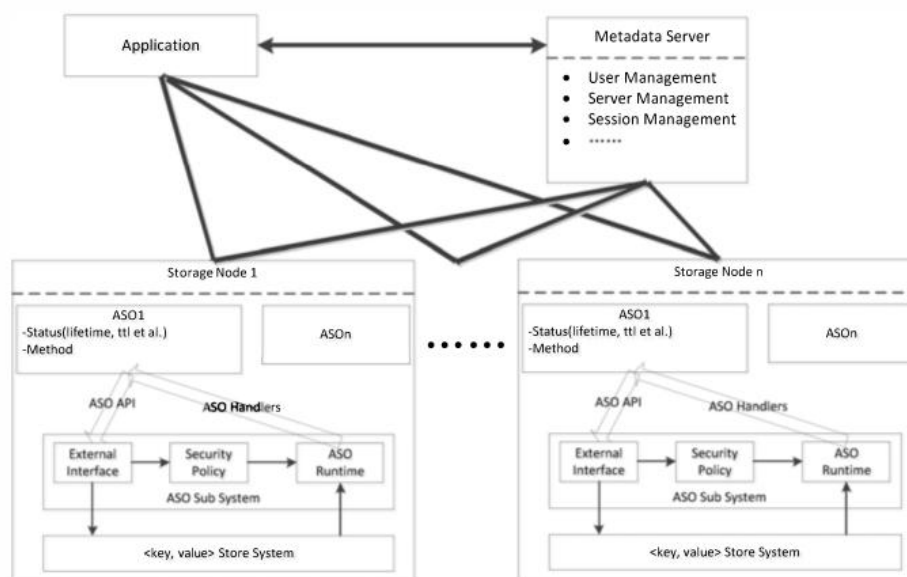 Application
Metadata Server
• User Management
• Server Management
• Session Management
• ······
Storage Node 1
ASO1
-Status(lifetime, ttl et al.)
-Method
ASOn
ASO API
ASO Handlers
External
Interface
Security
Policy
ASO
Runtime
ASO Sub System
<key, value> Store System
······
Storage Node n
ASO1
-Status(lifetime, ttl et al.)
-Method
ASOn
ASO API
ASO Handlers
External
Interface
Security
Policy
ASO
Runtime
ASO Sub System
<key, value> Store System